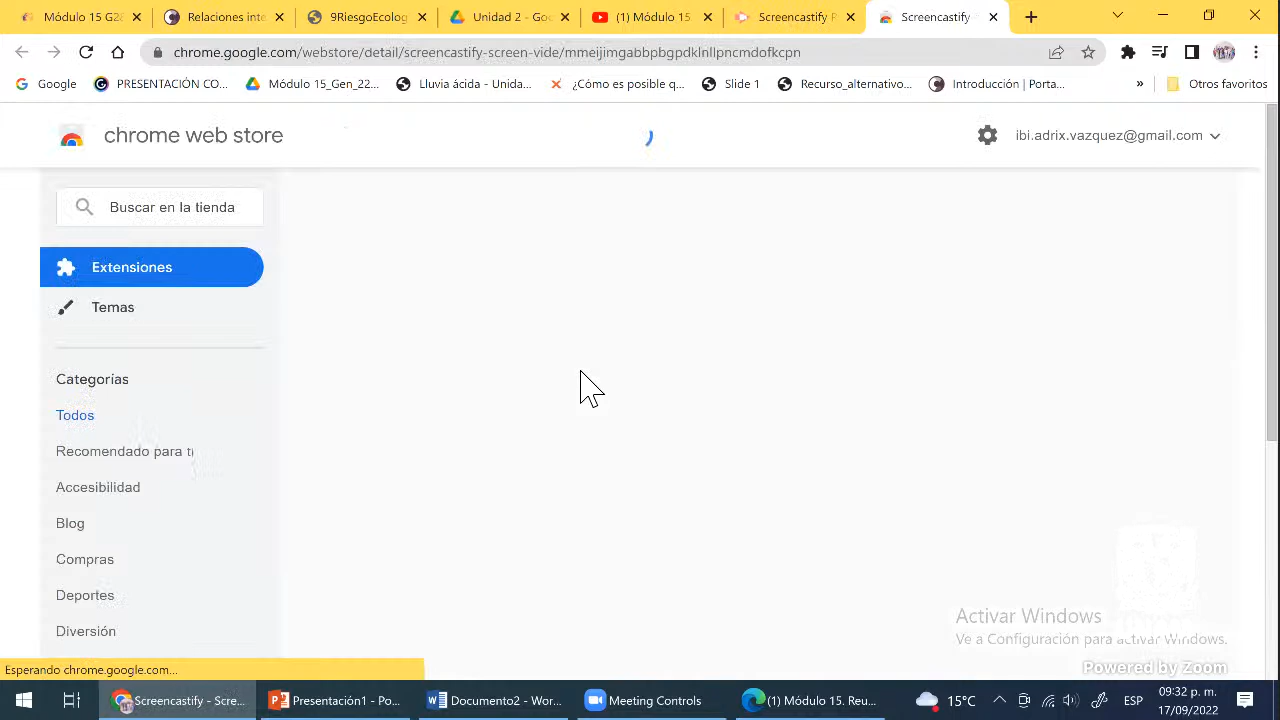 Módulo 15 G28
Relaciones inte
9RiesgoEcolog
Unidad 2 - Goo
(1) Módulo 15
Screencastify R
Screencastify
chrome.google.com/webstore/detail/screencastify-screen-vide/mmeijimgabbpbgpdklnllpncmdofkcpn
Google
PRESENTACIÓN CO...
Módulo 15_Gen_22...
Lluvia ácida - Unida...
¿Cómo es posible q...
Slide 1
Recurso_alternativo...
Introducción | Porta...
»
Otros favoritos
chrome web store
ibi.adrix.vazquez@gmail.com
Buscar en la tienda
Extensiones
Temas
Categorías
Todos
Recomendado para ti
Accesibilidad
Blog
Compras
Deportes
Diversión
Activar Windows
Ve a Configuración para activar Windows.
Powered by Zoom
Esperando chrome.google.com...
Screencastify - Scre...
Presentación1 - Po...
Documento2 - Wor...
Meeting Controls
(1) Módulo 15. Reu...
15°C
ESP
09:32 p. m.
17/09/2022